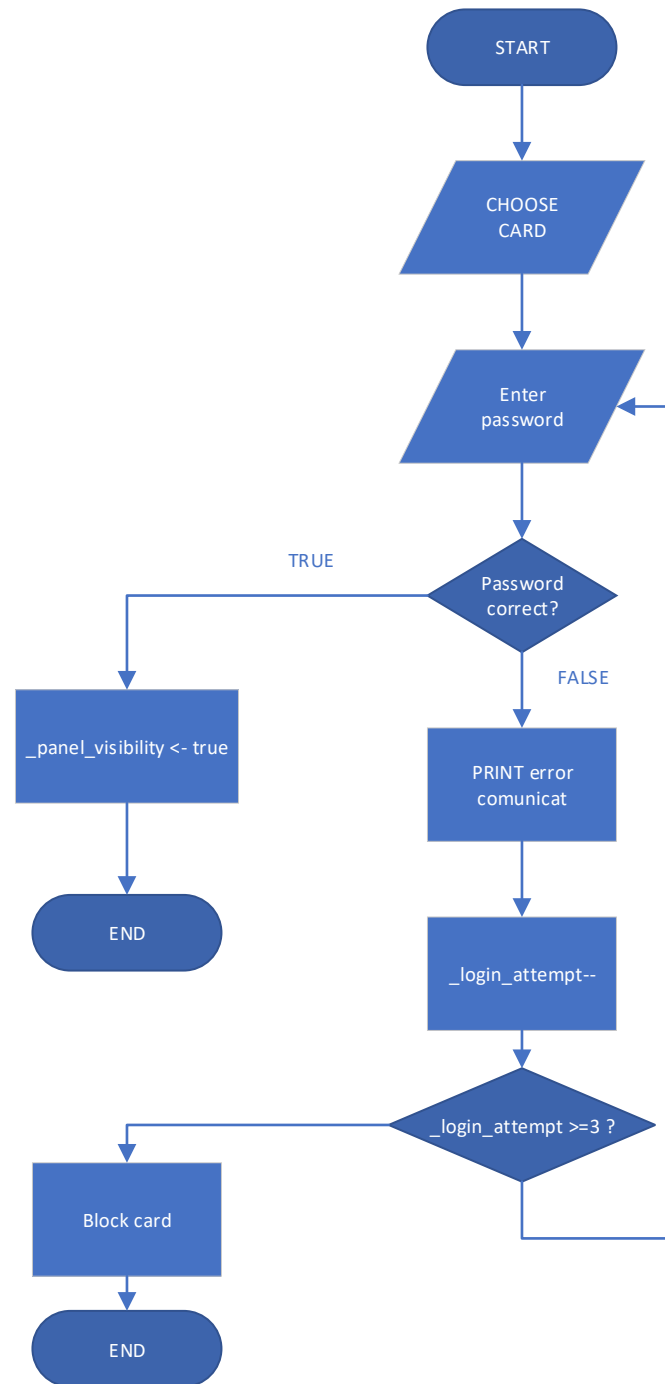 START
CHOOSE
CARD
Enter
password
TRUE
Password
correct?
FALSE
_panel_visibility <- true
PRINT error
comunicat
END
_login_attempt--
_login_attempt >=3 ?
Block card
END